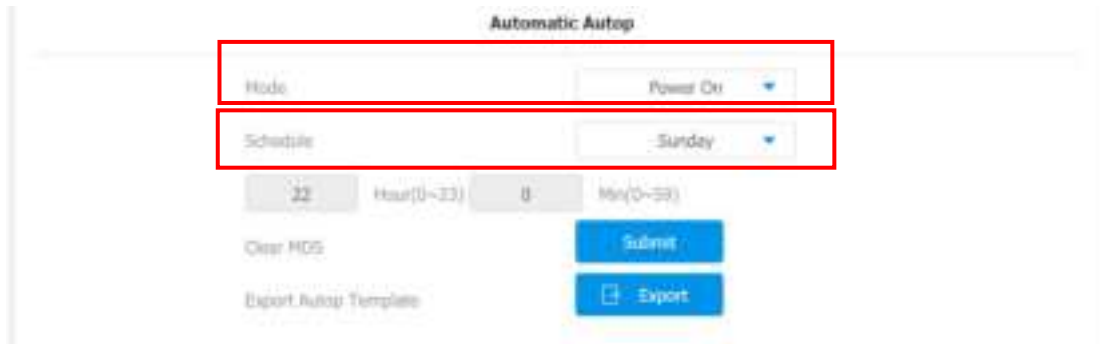 Automatic Autop
Mode Power On
Schedule Sunday
22 Hour(0~23) 0 Min(0~59)
Clear MD5 Submit
Export Autop Template Export